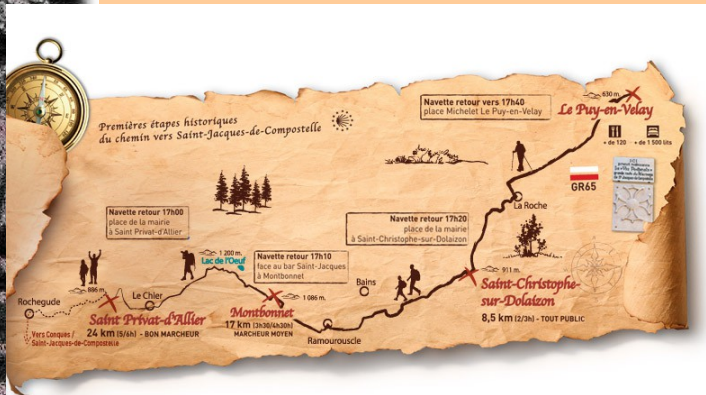 Premières étapes historiques
du chemin vers Saint-Jacques-de-Compostelle
Navette retour vers 17h40
place Michelet Le Puy-en-Velay
630 m.
Le Puy-en-Velay
+ de 120
+ de 1 500 lits
GR65
La Roche
Navette retour 17h00
place de la mairie
à Saint Privat-d'Allier
Navette retour 17h20
place de la mairie
à Saint-Christophe-sur-Dolaizon
1 200 m.
Lac de l'Oeuf
Navette retour 17h10
face au bar Saint-Jacques
à Montbonnet
Bains
911 m.
Saint-Christophe-
sur-Dolaizon
8,5 km (2/3h) - TOUT PUBLIC
886 m.
Rochegude
Le Chier
1 086 m.
Saint Privat-d'Allier
24 km (5/6h) - BON MARCHEUR
Montbonnet
17 km (3h30/4h30)
MARCHEUR MOYEN
Ramourouscle
Vers Conques /
Saint-Jacques-de-Compostelle